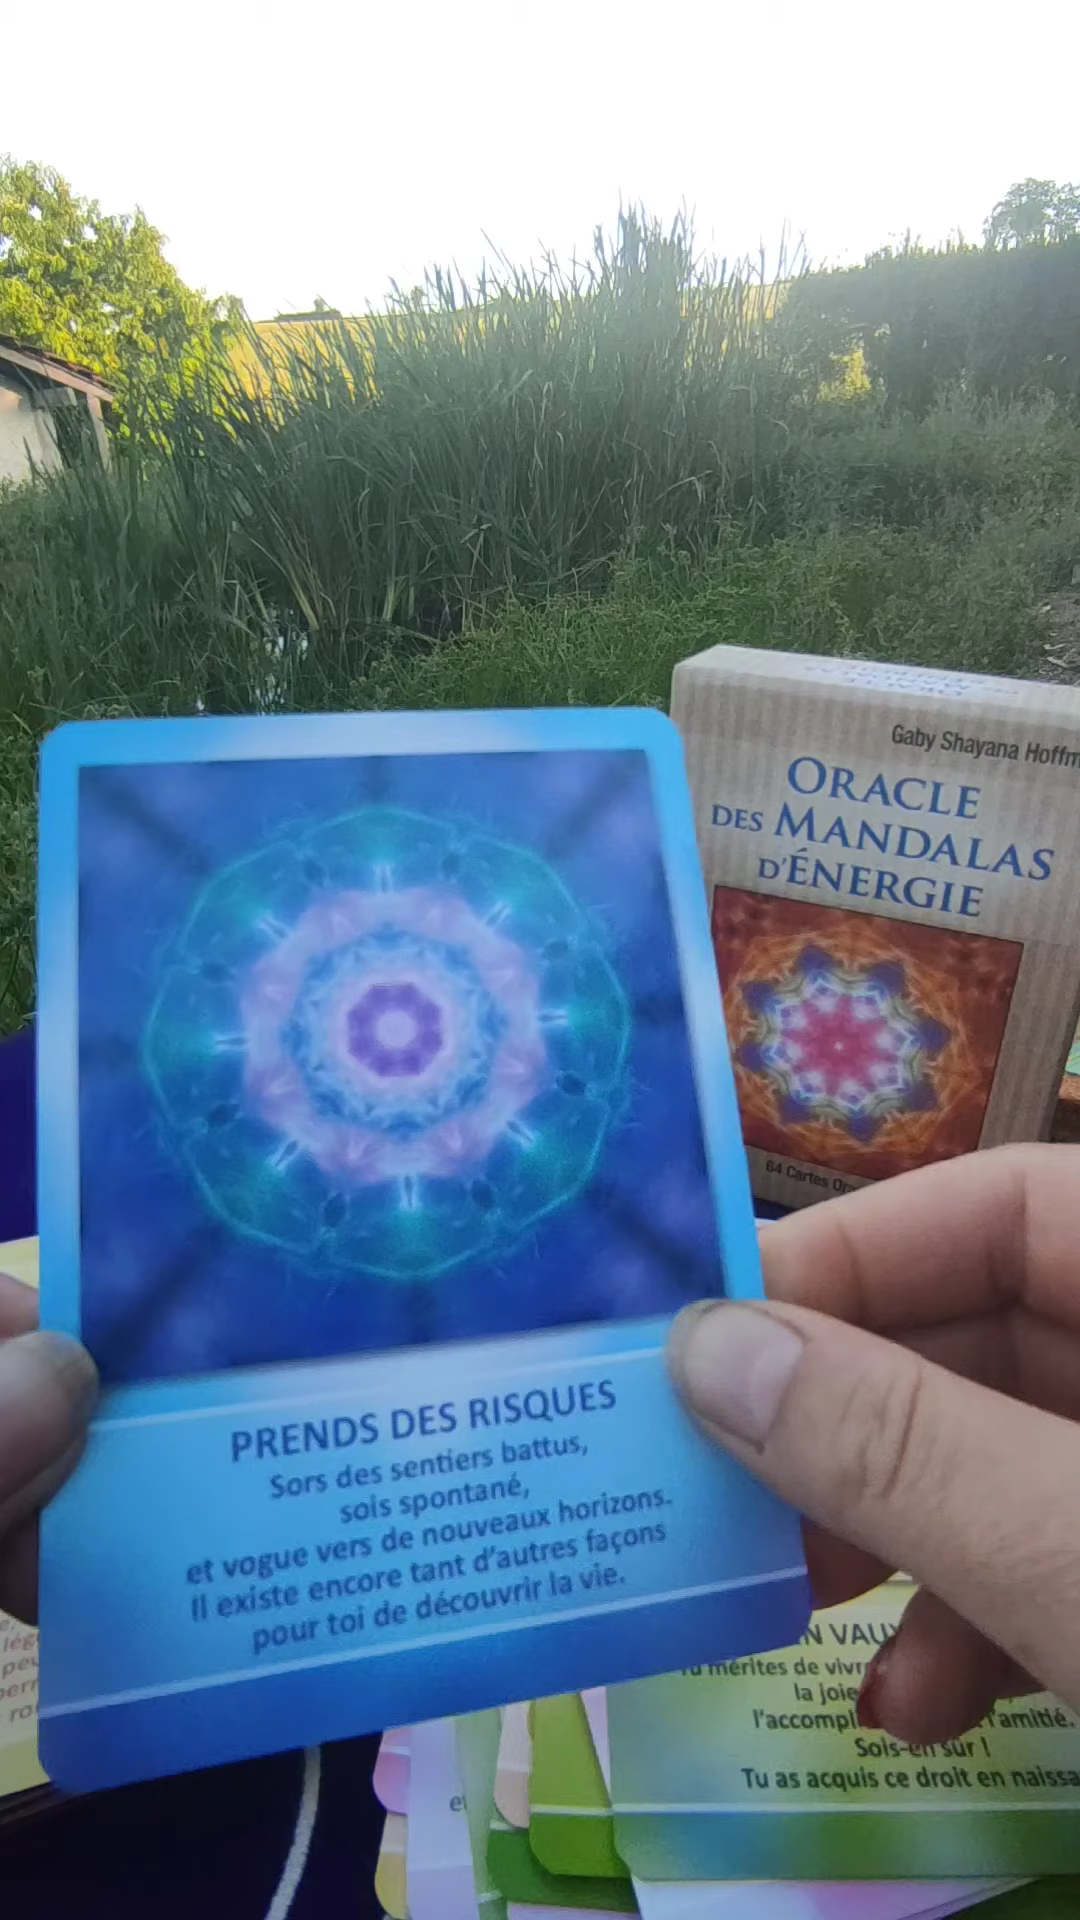 Gaby Shayana Hoffm
ORACLE
DES MANDALAS
D'ÉNERGIE
64 Cartes
PRENDS DES RISQUES
Sors des sentiers battus,
sois spontané,
et vogue vers de nouveaux horizons.
Il existe encore tant d'autres façons
pour toi de découvrir la vie.
N VAU
Tu mérites de vivr
la joie
l'accompl l'amitié.
Sois-en sûr !
Tu as acquis ce droit en naissa